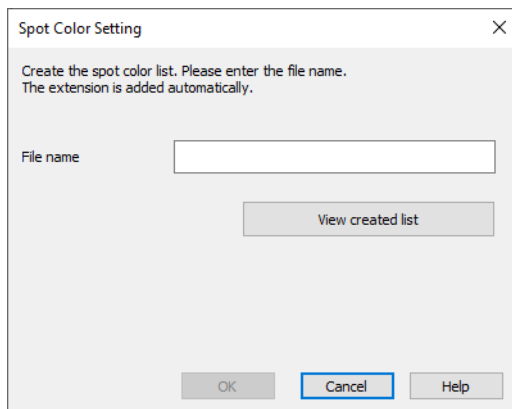 Spot Color Setting
Create the spot color list. Please enter the file name.
The extension is added automatically.
File name
View created list
OK
Cancel
Help